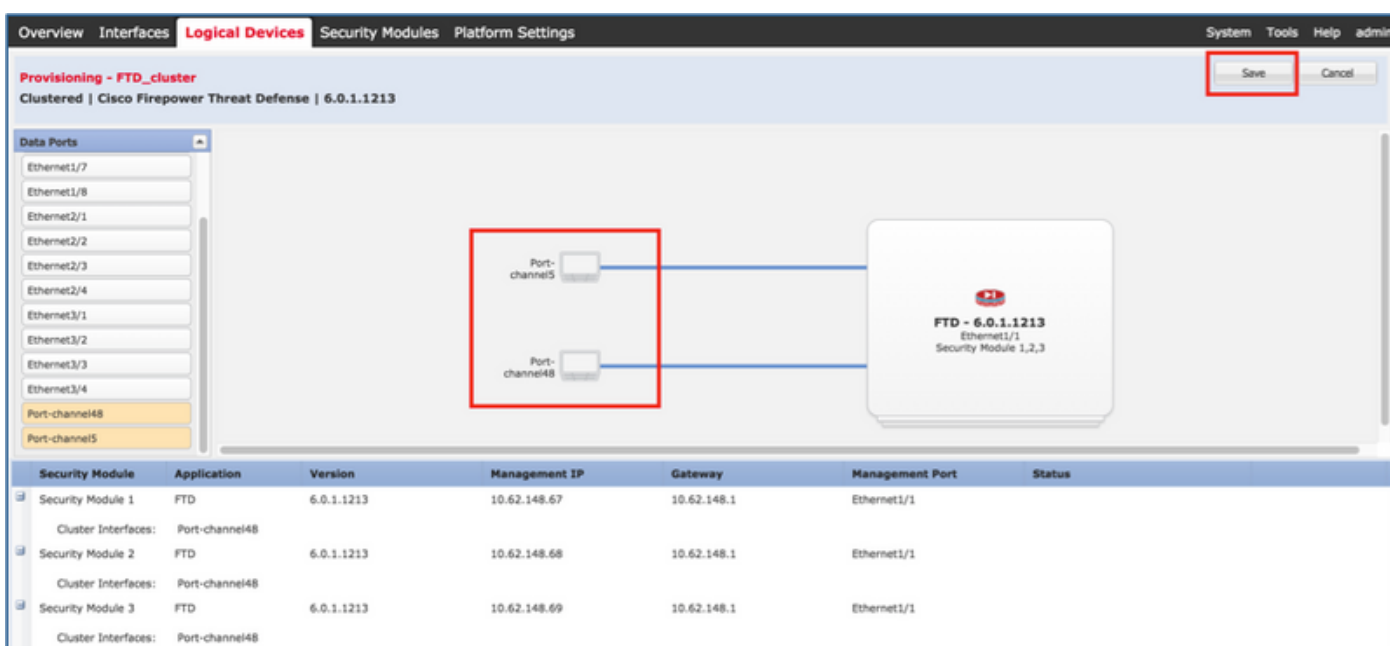 Overview Interfaces Logical Devices Security Modules Platform Settings System Tools Help admin
Provisioning - FTD_cluster
Clustered | Cisco Firepower Threat Defense | 6.0.1.1213
Save Cancel
Data Ports
Ethernet1/7
Ethernet1/8
Ethernet2/1
Ethernet2/2
Ethernet2/3
Ethernet2/4
Ethernet3/1
Ethernet3/2
Ethernet3/3
Ethernet3/4
Port-channel48
Port-channel5
Port-
channel5
Port-
channel48
FTD - 6.0.1.1213
Ethernet1/1
Security Module 1,2,3
Security Module Application Version Management IP Gateway Management Port Status
Security Module 1 FTD 6.0.1.1213 10.62.148.67 10.62.148.1 Ethernet1/1
Cluster Interfaces: Port-channel48
Security Module 2 FTD 6.0.1.1213 10.62.148.68 10.62.148.1 Ethernet1/1
Cluster Interfaces: Port-channel48
Security Module 3 FTD 6.0.1.1213 10.62.148.69 10.62.148.1 Ethernet1/1
Cluster Interfaces: Port-channel48